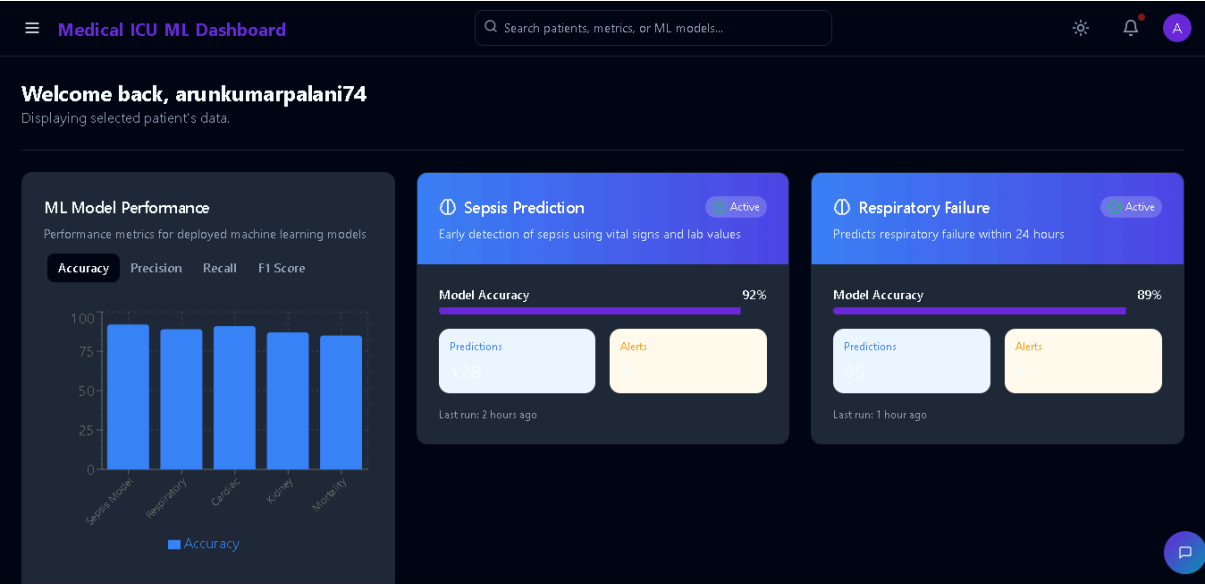 Medical ICU ML Dashboard
Search patients, metrics, or ML models...
A
Welcome back, arunkumarpalani74
Displaying selected patient's data.
ML Model Performance
Performance metrics for deployed machine learning models
Accuracy Precision Recall F1 Score
100
75
50
25
0
Sepsis Model Respiratory Cardiac Kidney Mortality
Accuracy
Sepsis Prediction Active
Early detection of sepsis using vital signs and lab values
Model Accuracy 92%
Predictions Alerts
128
Last run: 2 hours ago
Respiratory Failure Active
Predicts respiratory failure within 24 hours
Model Accuracy 89%
Predictions Alerts
95
Last run: 1 hour ago